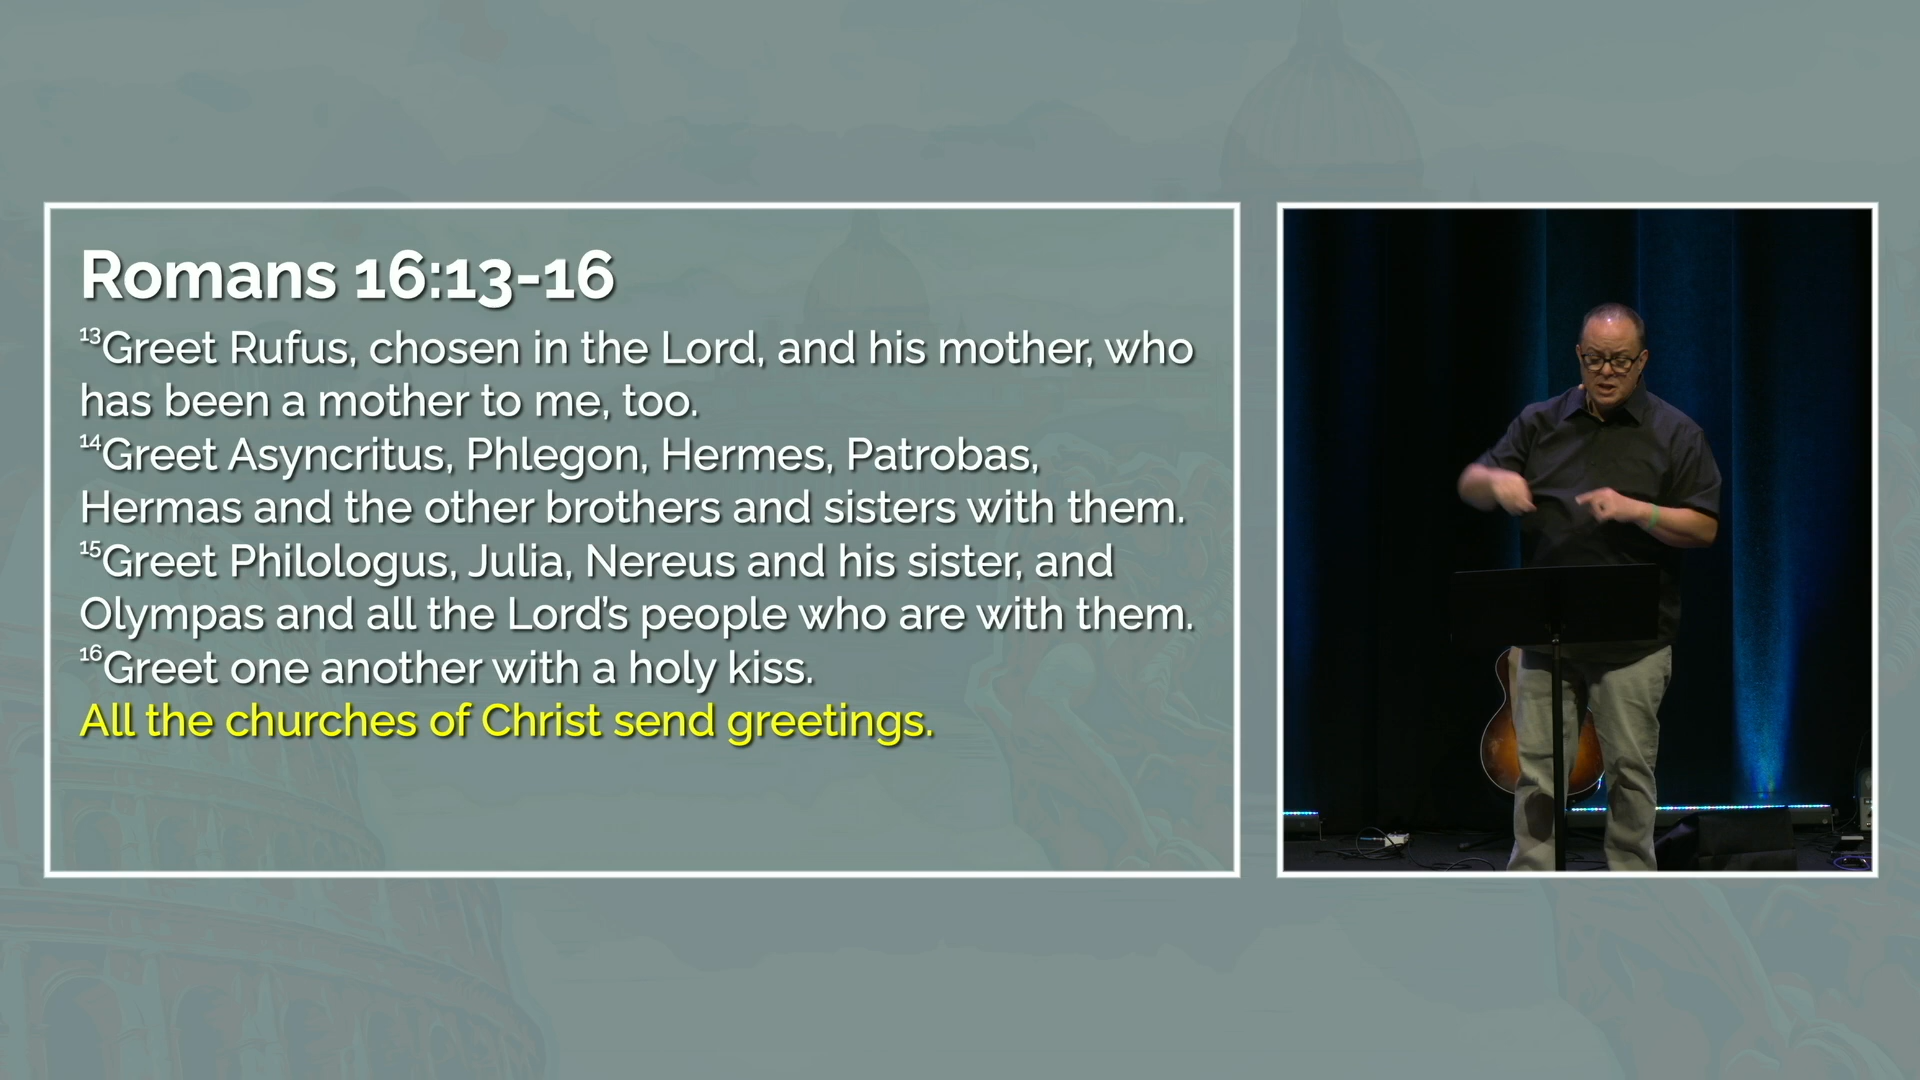 Romans 16:13-16
¹³Greet Rufus, chosen in the Lord, and his mother, who
has been a mother to me, too.
¹⁴Greet Asyncritus, Phlegon, Hermes, Patrobas,
Hermas and the other brothers and sisters with them.
¹⁵Greet Philologus, Julia, Nereus and his sister, and
Olympas and all the Lord’s people who are with them.
¹⁶Greet one another with a holy kiss.
All the churches of Christ send greetings.